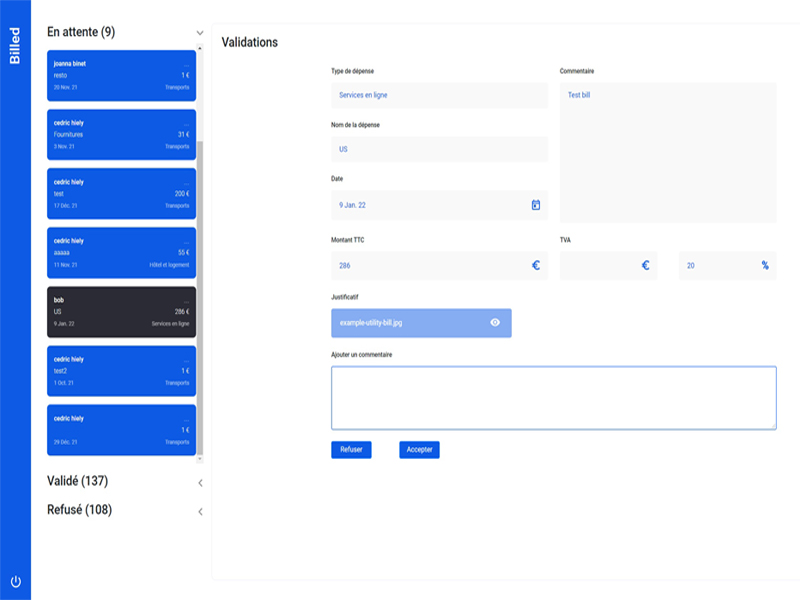 Billed
En attente (9)
joanna binet ...
resto 1 €
20 Nov. 21 Transports
cedric hiely ...
Fournitures 31 €
3 Nov. 21 Transports
cedric hiely ...
test 200 €
17 Déc. 21 Transports
cedric hiely ...
aaaaa 55 €
11 Nov. 21 Hôtel et logement
bob ...
US 286 €
9 Jan. 22 Services en ligne
cedric hiely ...
test2 1 €
1 Oct. 21 Transports
cedric hiely ...
1 €
29 Déc. 21 Transports
Validé (137)
Refusé (108)
Validations
Type de dépense
Services en ligne
Nom de la dépense
US
Date
9 Jan. 22
Montant TTC
286 €
TVA
€ 20 %
Commentaire
Test bill
Justificatif
example-utility-bill.jpg
Ajouter un commentaire
Refuser Accepter